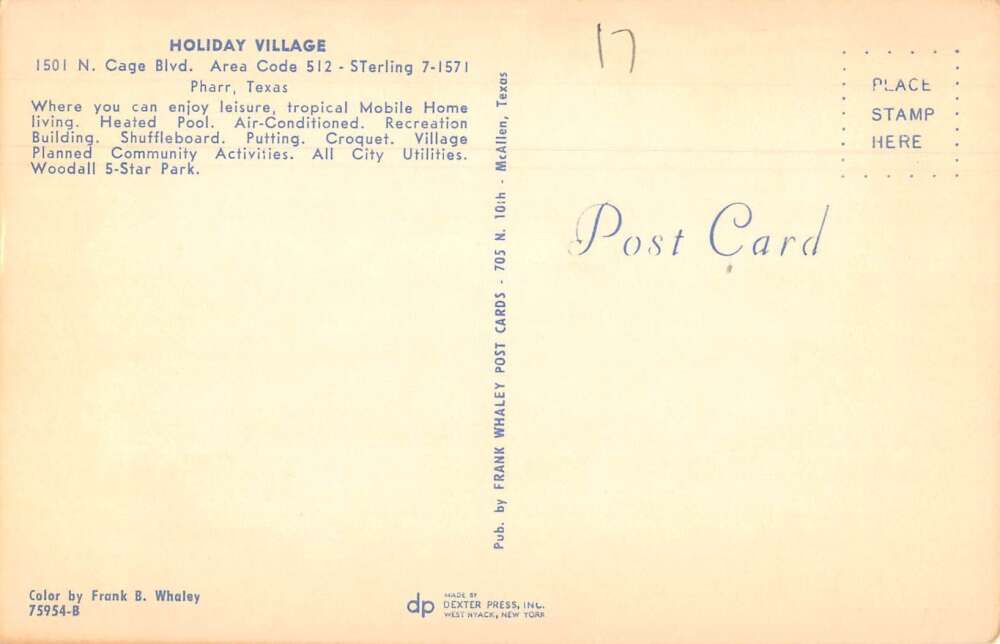 HOLIDAY VILLAGE
1501 N. Cage Blvd. Area Code 512 - STerling 7-1571
Pharr, Texas
Where you can enjoy leisure, tropical Mobile Home
living. Heated Pool. Air-Conditioned. Recreation
Building. Shuffleboard. Putting. Croquet. Village
Planned Community Activities. All City Utilities.
Woodall 5-Star Park.
Color by Frank B. Whaley
75954-B
Pub. by FRANK WHALEY POST CARDS - 705 N. 10th - McAllen, Texas
dp
MADE BY
DEXTER PRESS, INC.
WEST NYACK, NEW YORK
17
PLACE
STAMP
HERE
Post Card